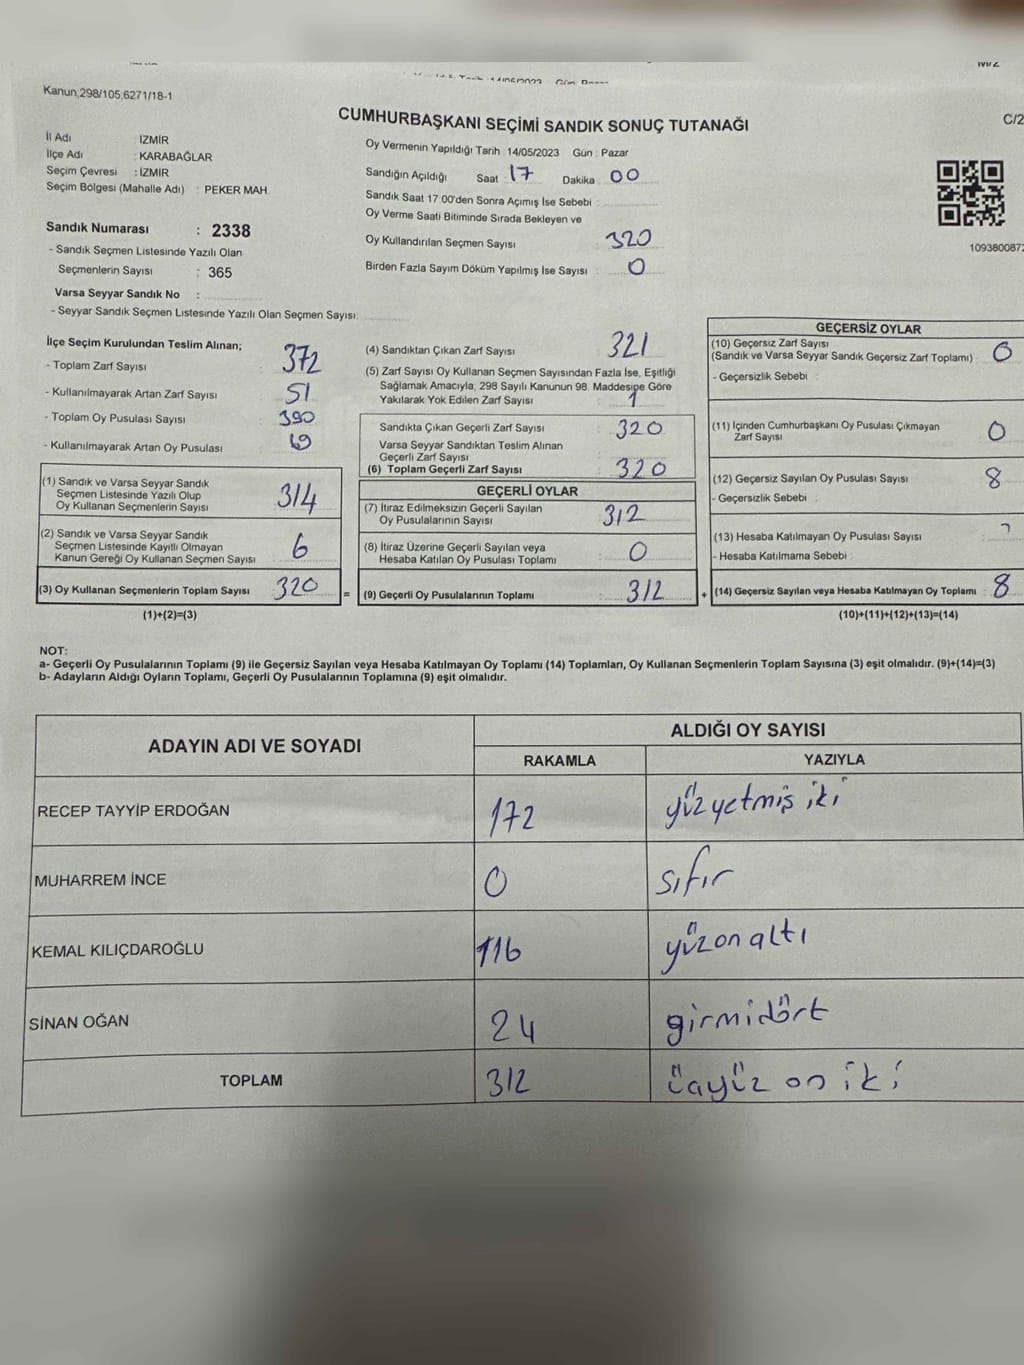 Kanun,298/105,6271/18-1
CUMHURBAŞKANI SEÇİMİ SANDIK SONUÇ TUTANAĞI
C/2
İl Adı : İZMİR
İlçe Adı : KARABAĞLAR
Seçim Çevresi : İZMİR
Seçim Bölgesi (Mahalle Adı) : PEKER MAH.
Oy Vermenin Yapıldığı Tarih : 14/05/2023 Gün : Pazar
Sandığın Açıldığı Saat 17 Dakika 00
Sandık Saat 17:00'den Sonra Açımış İse Sebebi :
Oy Verme Saati Bitiminde Sırada Bekleyen ve
Oy Kullandırılan Seçmen Sayısı : 320
Birden Fazla Sayım Döküm Yapılmış İse Sayısı : 0
1093800872
Sandık Numarası : 2338
- Sandık Seçmen Listesinde Yazılı Olan
Seçmenlerin Sayısı : 365
Varsa Seyyar Sandık No :
- Seyyar Sandık Seçmen Listesinde Yazılı Olan Seçmen Sayısı:
İlçe Seçim Kurulundan Teslim Alınan;
- Toplam Zarf Sayısı : 372
- Kullanılmayarak Artan Zarf Sayısı : 51
- Toplam Oy Pusulası Sayısı : 390
- Kullanılmayarak Artan Oy Pusulası : 69
(1) Sandık ve Varsa Seyyar Sandık
Seçmen Listesinde Yazılı Olup
Oy Kullanan Seçmenlerin Sayısı : 314
(2) Sandık ve Varsa Seyyar Sandık
Seçmen Listesinde Kayıtlı Olmayan
Kanun Gereği Oy Kullanan Seçmen Sayısı : 6
(3) Oy Kullanan Seçmenlerin Toplam Sayısı : 320 =
(1)+(2)=(3)
(4) Sandıktan Çıkan Zarf Sayısı : 321
(5) Zarf Sayısı Oy Kullanan Seçmen Sayısından Fazla İse, Eşitliği
Sağlamak Amacıyla, 298 Sayılı Kanunun 98. Maddesine Göre
Yakılarak Yok Edilen Zarf Sayısı : 1
Sandıkta Çıkan Geçerli Zarf Sayısı : 320
Varsa Seyyar Sandıktan Teslim Alınan
Geçerli Zarf Sayısı :
(6) Toplam Geçerli Zarf Sayısı : 320
GEÇERLİ OYLAR
(7) İtiraz Edilmeksizin Geçerli Sayılan
Oy Pusulalarının Sayısı : 312
(8) İtiraz Üzerine Geçerli Sayılan veya
Hesaba Katılan Oy Pusulası Toplamı : 0
(9) Geçerli Oy Pusulalarının Toplamı : 312 +
GEÇERSİZ OYLAR
(10) Geçersiz Zarf Sayısı
(Sandık ve Varsa Seyyar Sandık Geçersiz Zarf Toplamı) : 0
- Geçersizlik Sebebi :
(11) İçinden Cumhurbaşkanı Oy Pusulası Çıkmayan
Zarf Sayısı : 0
(12) Geçersiz Sayılan Oy Pusulası Sayısı : 8
- Geçersizlik Sebebi :
(13) Hesaba Katılmayan Oy Pusulası Sayısı :
- Hesaba Katılmama Sebebi :
(14) Geçersiz Sayılan veya Hesaba Katılmayan Oy Toplamı : 8
(10)+(11)+(12)+(13)=(14)
NOT:
a- Geçerli Oy Pusulalarının Toplamı (9) ile Geçersiz Sayılan veya Hesaba Katılmayan Oy Toplamı (14) Toplamları, Oy Kullanan Seçmenlerin Toplam Sayısına (3) eşit olmalıdır. (9)+(14)=(3)
b- Adayların Aldığı Oyların Toplamı, Geçerli Oy Pusulalarının Toplamına (9) eşit olmalıdır.
ADAYIN ADI VE SOYADI
ALDIĞI OY SAYISI
RAKAMLA YAZIYLA
RECEP TAYYİP ERDOĞAN 172 yüzyetmiş iki
MUHARREM İNCE 0 sıfır
KEMAL KILIÇDAROĞLU 116 yüzonaltı
SİNAN OĞAN 24 girmidört
TOPLAM 312 üçyüz on iki